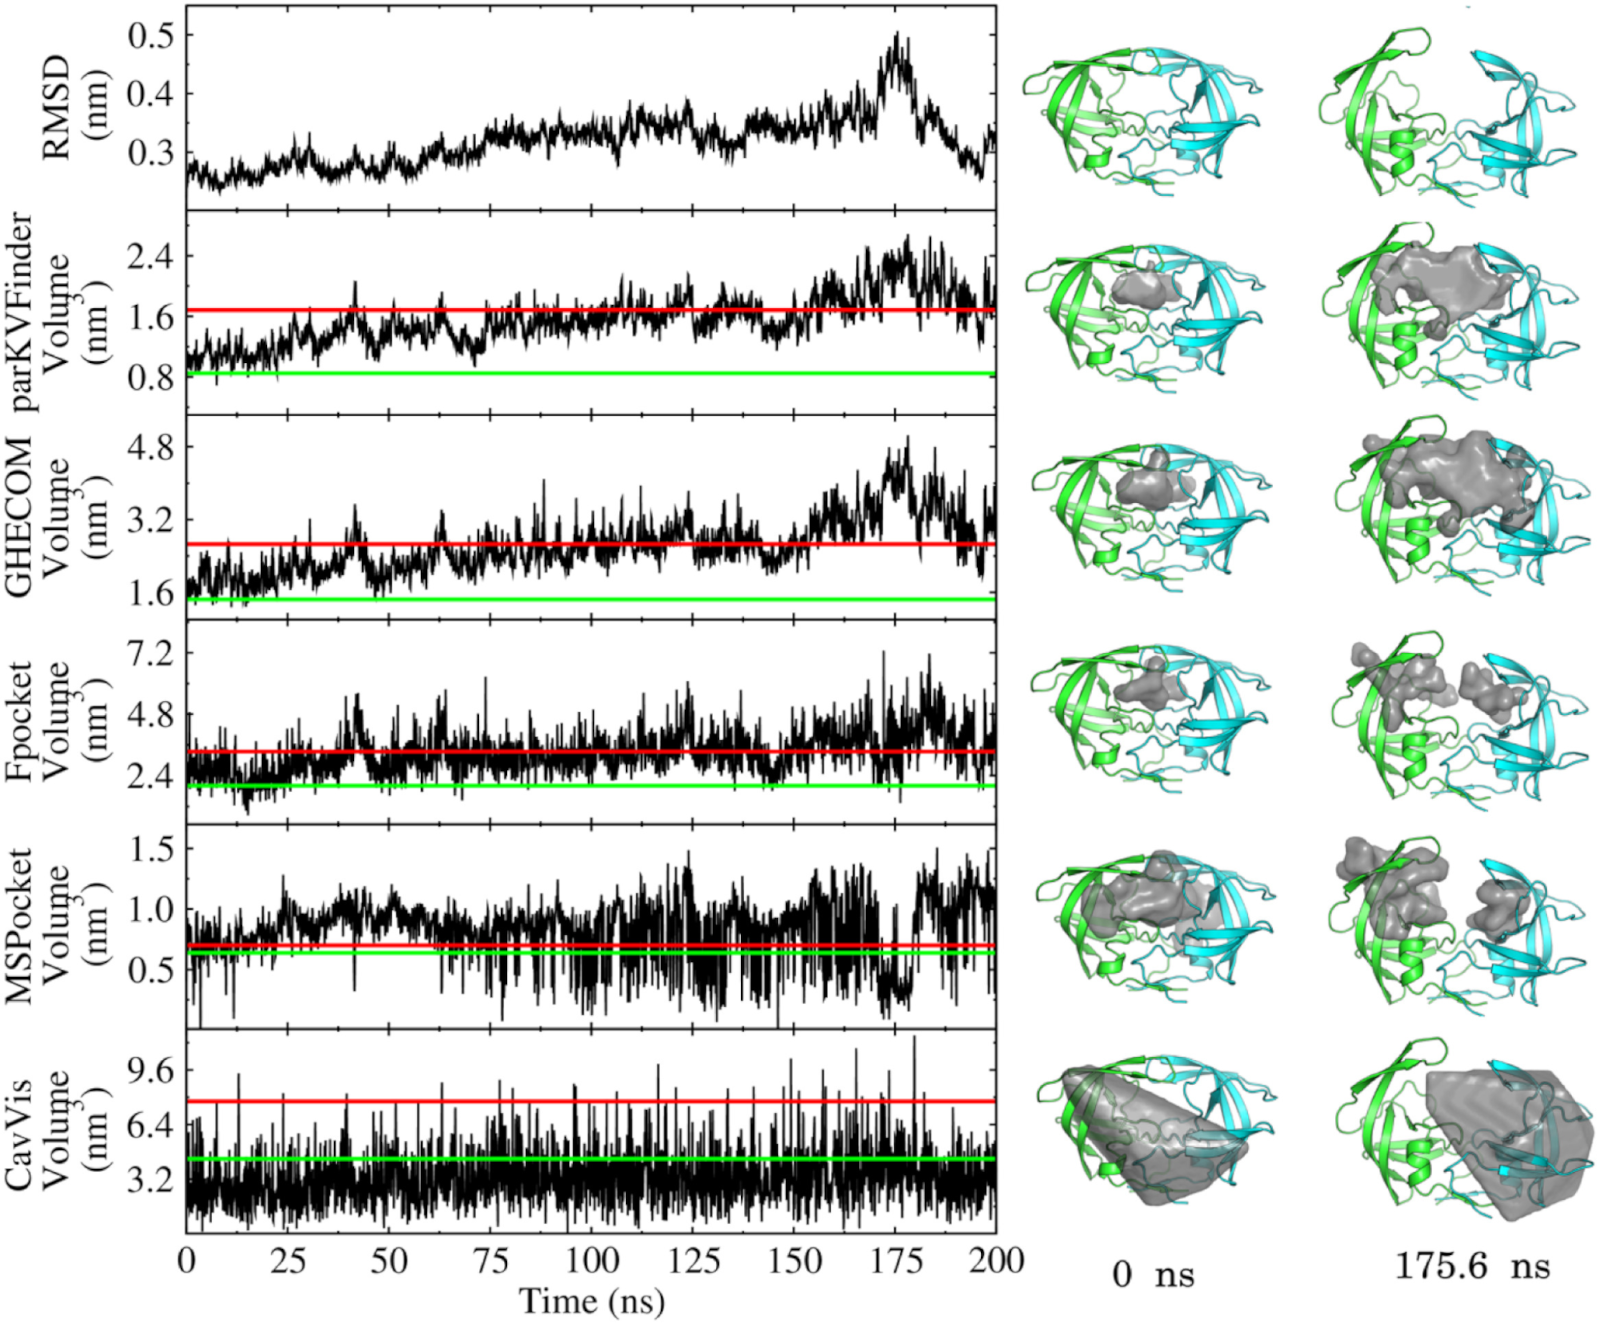 RMSD
(nm)
0.5
0.4
0.3
parKVFinder
Volume
(nm³)
2.4
1.6
0.8
GHECOM
Volume
(nm³)
4.8
3.2
1.6
Fpocket
Volume
(nm³)
7.2
4.8
2.4
MSPocket
Volume
(nm³)
1.5
1.0
0.5
CavVis
Volume
(nm³)
9.6
6.4
3.2
0 25 50 75 100 125 150 175 200
Time (ns)
0 ns
175.6 ns